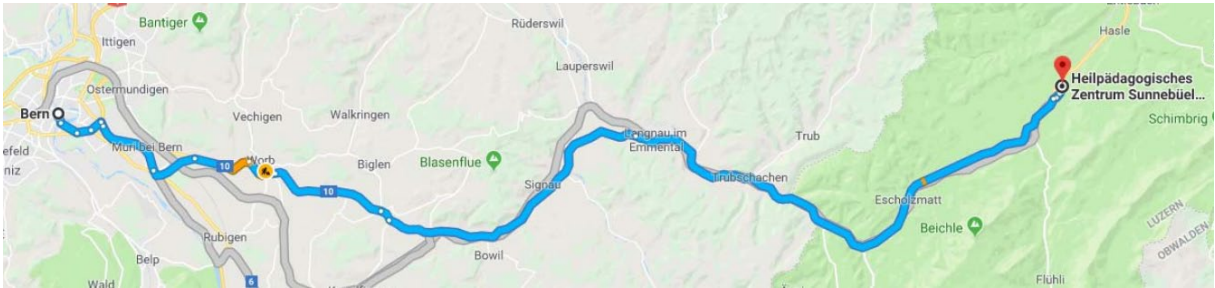 Rüderswil
Bantiger
Ittigen
Hasle
Lauperswil
Heilpädagogisches
Zentrum Sunnebüel...
Ostermundigen
Bern
Vechigen
Walkringen
Schimbrig
Trub
Langnau im
Emmental
Muri bei Bern
Worb
Biglen
Blasenflue
10
Trubschachen
Signau
10
Escholzmatt
Beichle
LUZERN
OBWALDEN
Rubigen
Bowil
Belp
Wald
6
Flühli